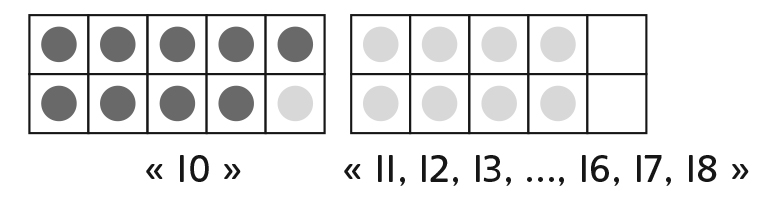 « 10 » « 11, 12, 13, ..., 16, 17, 18 »